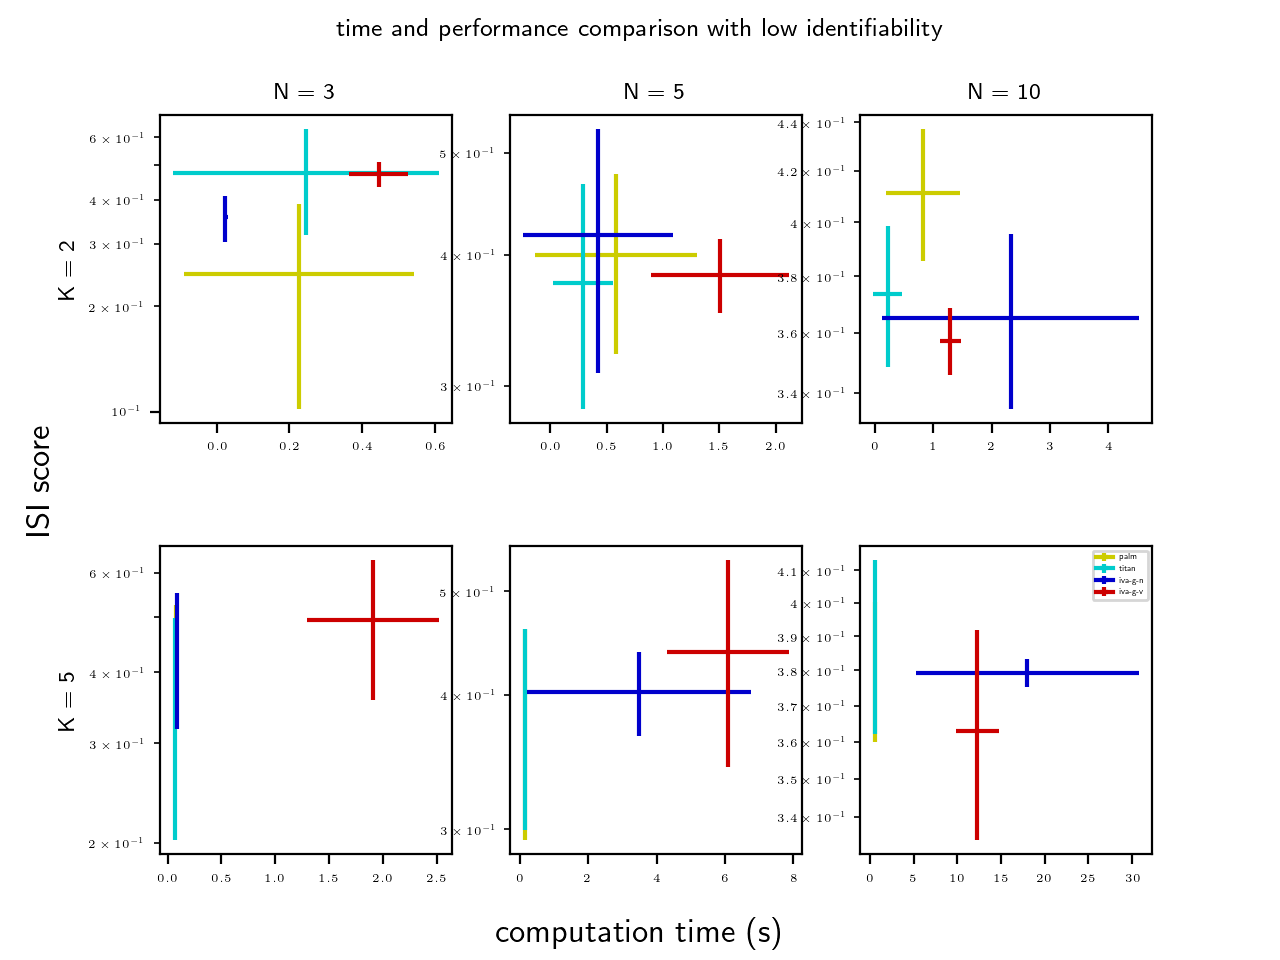 time and performance comparison with low identifiability
N = 3
N = 5
N = 10
K = 2
6 × 10⁻¹
4 × 10⁻¹
3 × 10⁻¹
2 × 10⁻¹
10⁻¹
0.0 0.2 0.4 0.6
5 × 10⁻¹
4 × 10⁻¹
3 × 10⁻¹
0.0 0.5 1.0 1.5 2.0
4.4 × 10⁻¹
4.2 × 10⁻¹
4 × 10⁻¹
3.8 × 10⁻¹
3.6 × 10⁻¹
3.4 × 10⁻¹
0 1 2 3 4
ISI score
K = 5
6 × 10⁻¹
4 × 10⁻¹
3 × 10⁻¹
2 × 10⁻¹
0.0 0.5 1.0 1.5 2.0 2.5
5 × 10⁻¹
4 × 10⁻¹
3 × 10⁻¹
0 2 4 6 8
4.1 × 10⁻¹
4 × 10⁻¹
3.9 × 10⁻¹
3.8 × 10⁻¹
3.7 × 10⁻¹
3.6 × 10⁻¹
3.5 × 10⁻¹
3.4 × 10⁻¹
0 5 10 15 20 25 30
palm
titan
iva-g-n
iva-g-v
computation time (s)